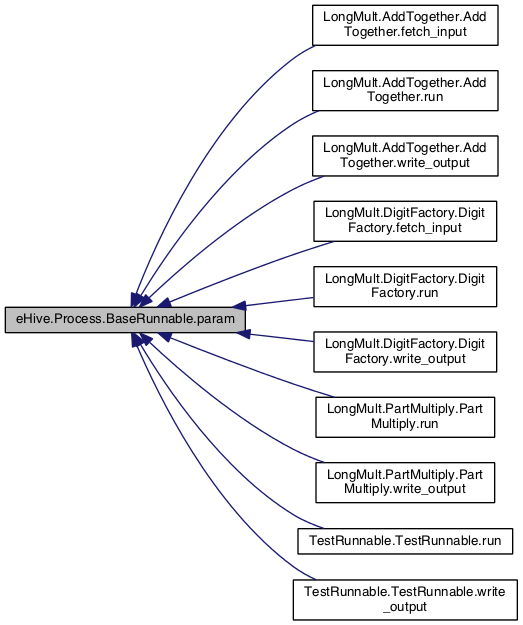 LongMult.AddTogether.Add
Together.fetch_input
LongMult.AddTogether.Add
Together.run
LongMult.AddTogether.Add
Together.write_output
LongMult.DigitFactory.Digit
Factory.fetch_input
LongMult.DigitFactory.Digit
Factory.run
eHive.Process.BaseRunnable.param
LongMult.DigitFactory.Digit
Factory.write_output
LongMult.PartMultiply.Part
Multiply.run
LongMult.PartMultiply.Part
Multiply.write_output
TestRunnable.TestRunnable.run
TestRunnable.TestRunnable.write
_output